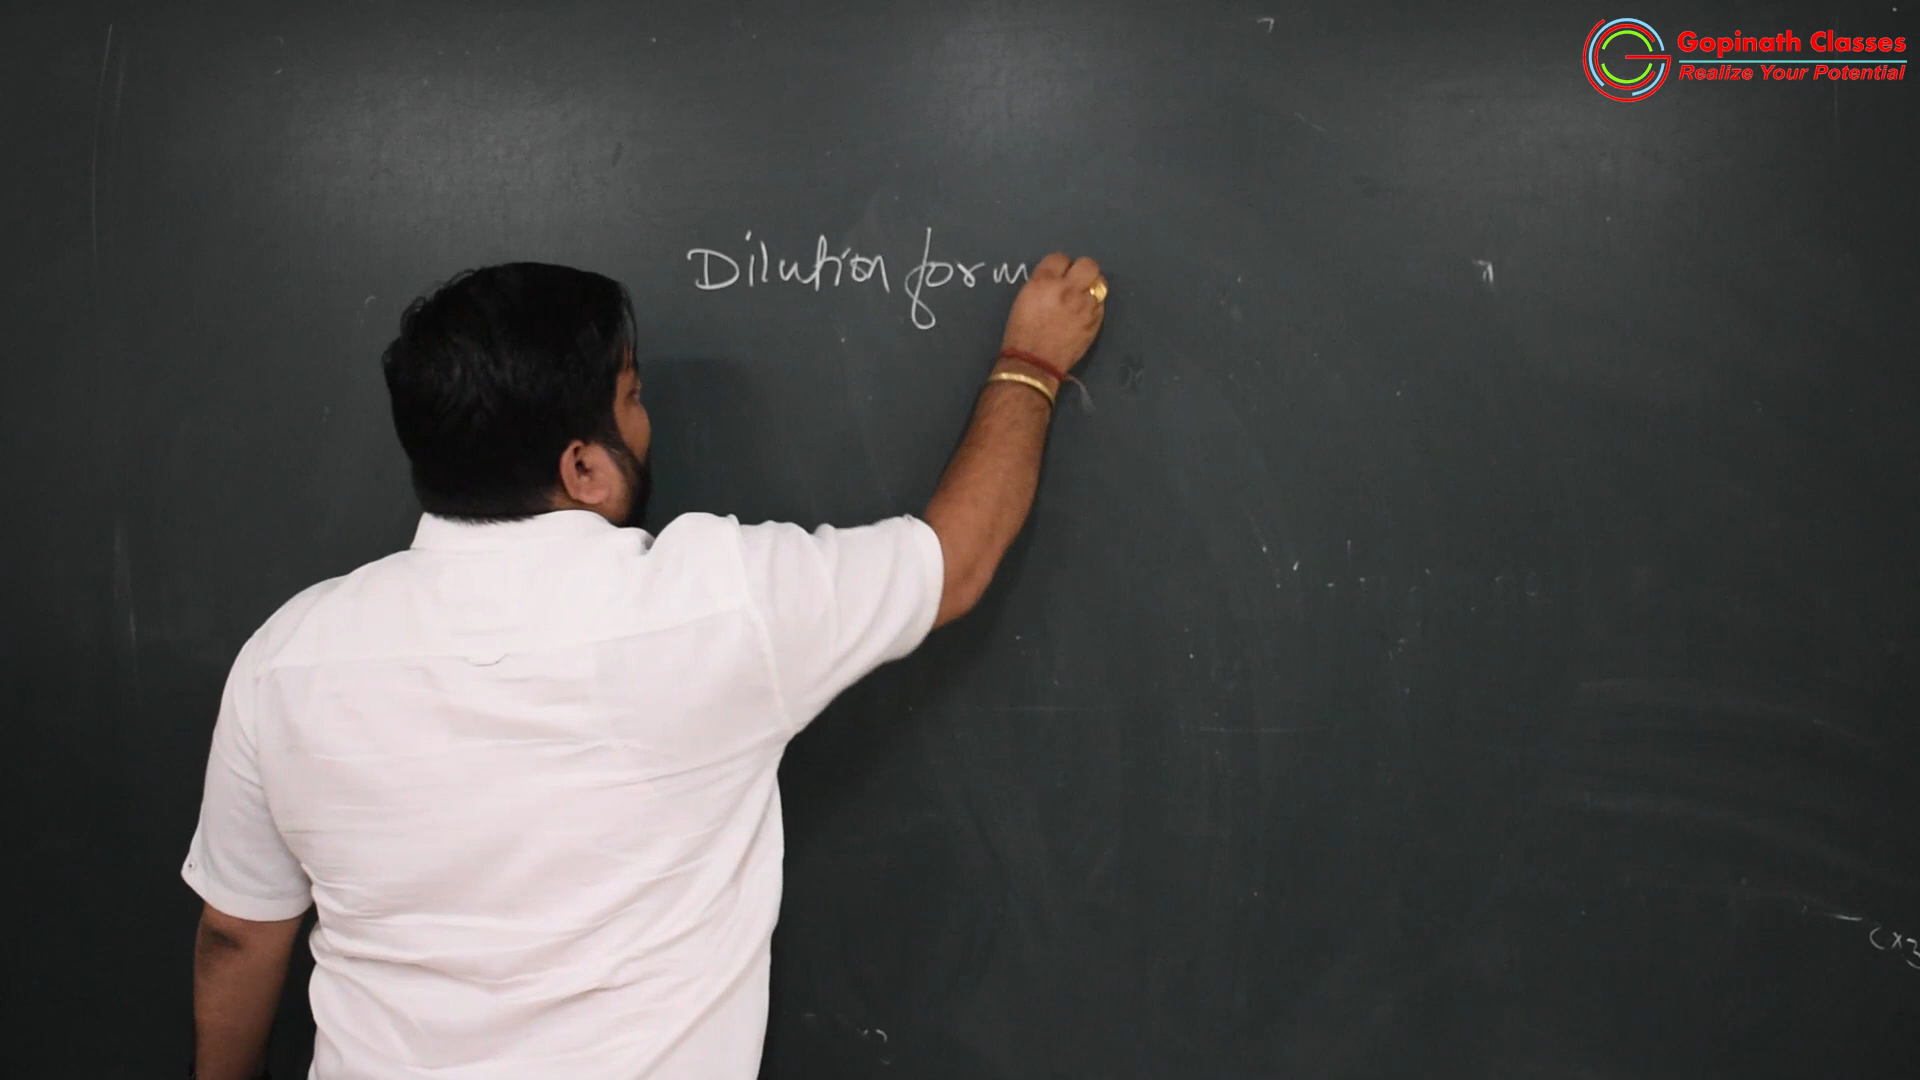 Gopinath Classes
Realize Your Potential
Dilution form